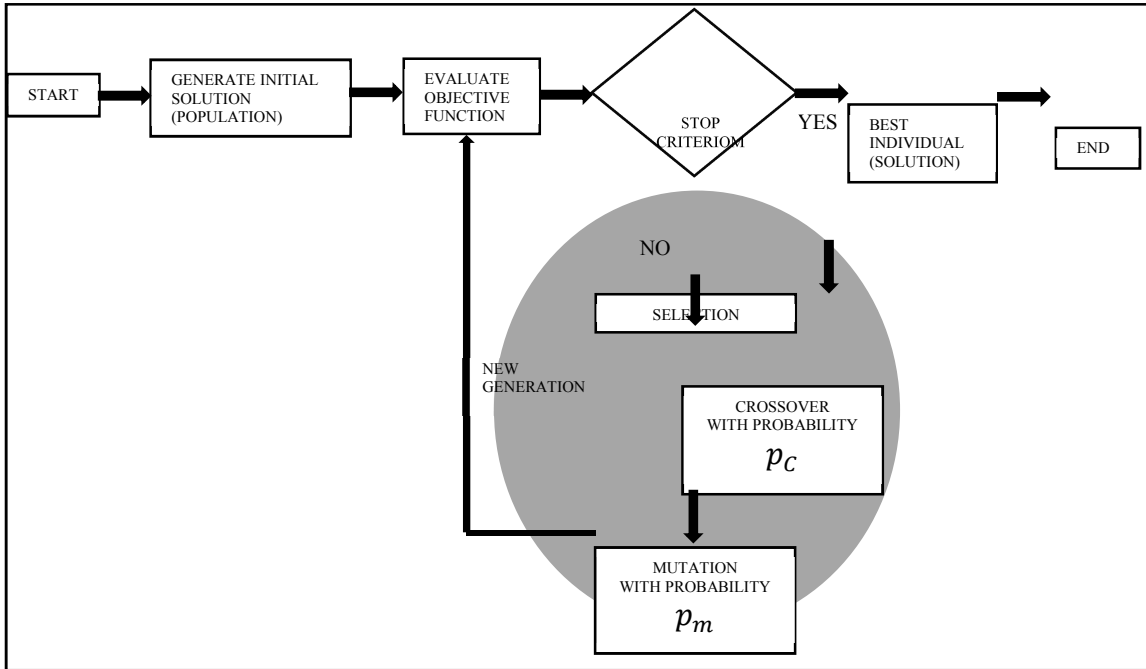 START
GENERATE INITIAL
SOLUTION
(POPULATION)
EVALUATE
OBJECTIVE
FUNCTION
STOP
CRITERIOM
YES
BEST
INDIVIDUAL
(SOLUTION)
END
NO
SELECTION
NEW
GENERATION
CROSSOVER
WITH PROBABILITY
p_C
MUTATION
WITH PROBABILITY
p_m